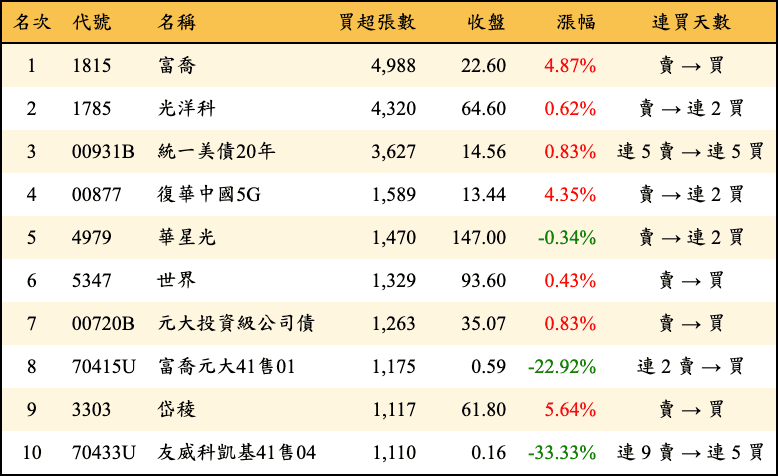 名次 代號 名稱 買超張數 收盤 漲幅 連買天數
1 1815 富喬 4,988 22.60 4.87% 賣 → 買
2 1785 光洋科 4,320 64.60 0.62% 賣 → 連 2 買
3 00931B 統一美債20年 3,627 14.56 0.83% 連 5 賣 → 連 5 買
4 00877 復華中國5G 1,589 13.44 4.35% 賣 → 連 2 買
5 4979 華星光 1,470 147.00 -0.34% 賣 → 連 2 買
6 5347 世界 1,329 93.60 0.43% 賣 → 買
7 00720B 元大投資級公司債 1,263 35.07 0.83% 賣 → 買
8 70415U 富喬元大41售01 1,175 0.59 -22.92% 連 2 賣 → 買
9 3303 岱稜 1,117 61.80 5.64% 賣 → 買
10 70433U 友威科凱基41售04 1,110 0.16 -33.33% 連 9 賣 → 連 5 買